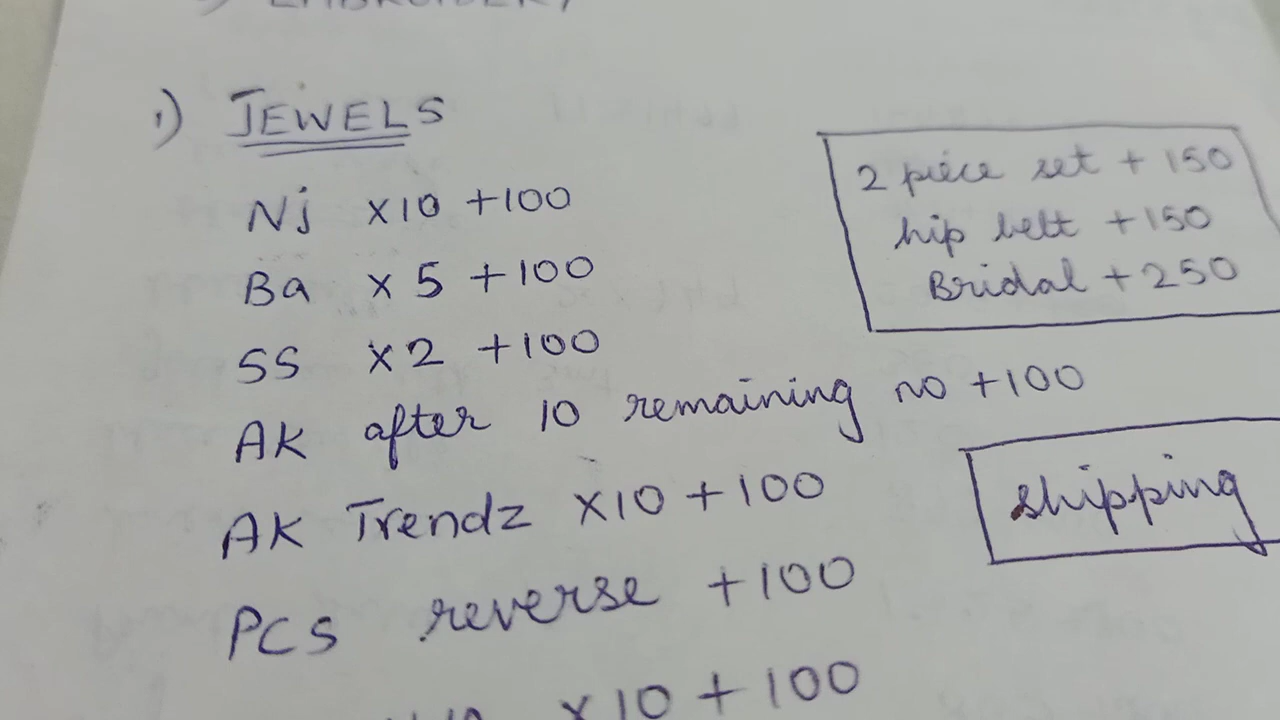 1) JEWELS
Nj x10 +100
Ba x 5 +100
SS x2 +100
AK after 10 remaining no +100
AK Trendz x10 +100
PCS reverse +100
x10 +100
2 piece set + 150
hip belt +150
Bridal +250
shipping